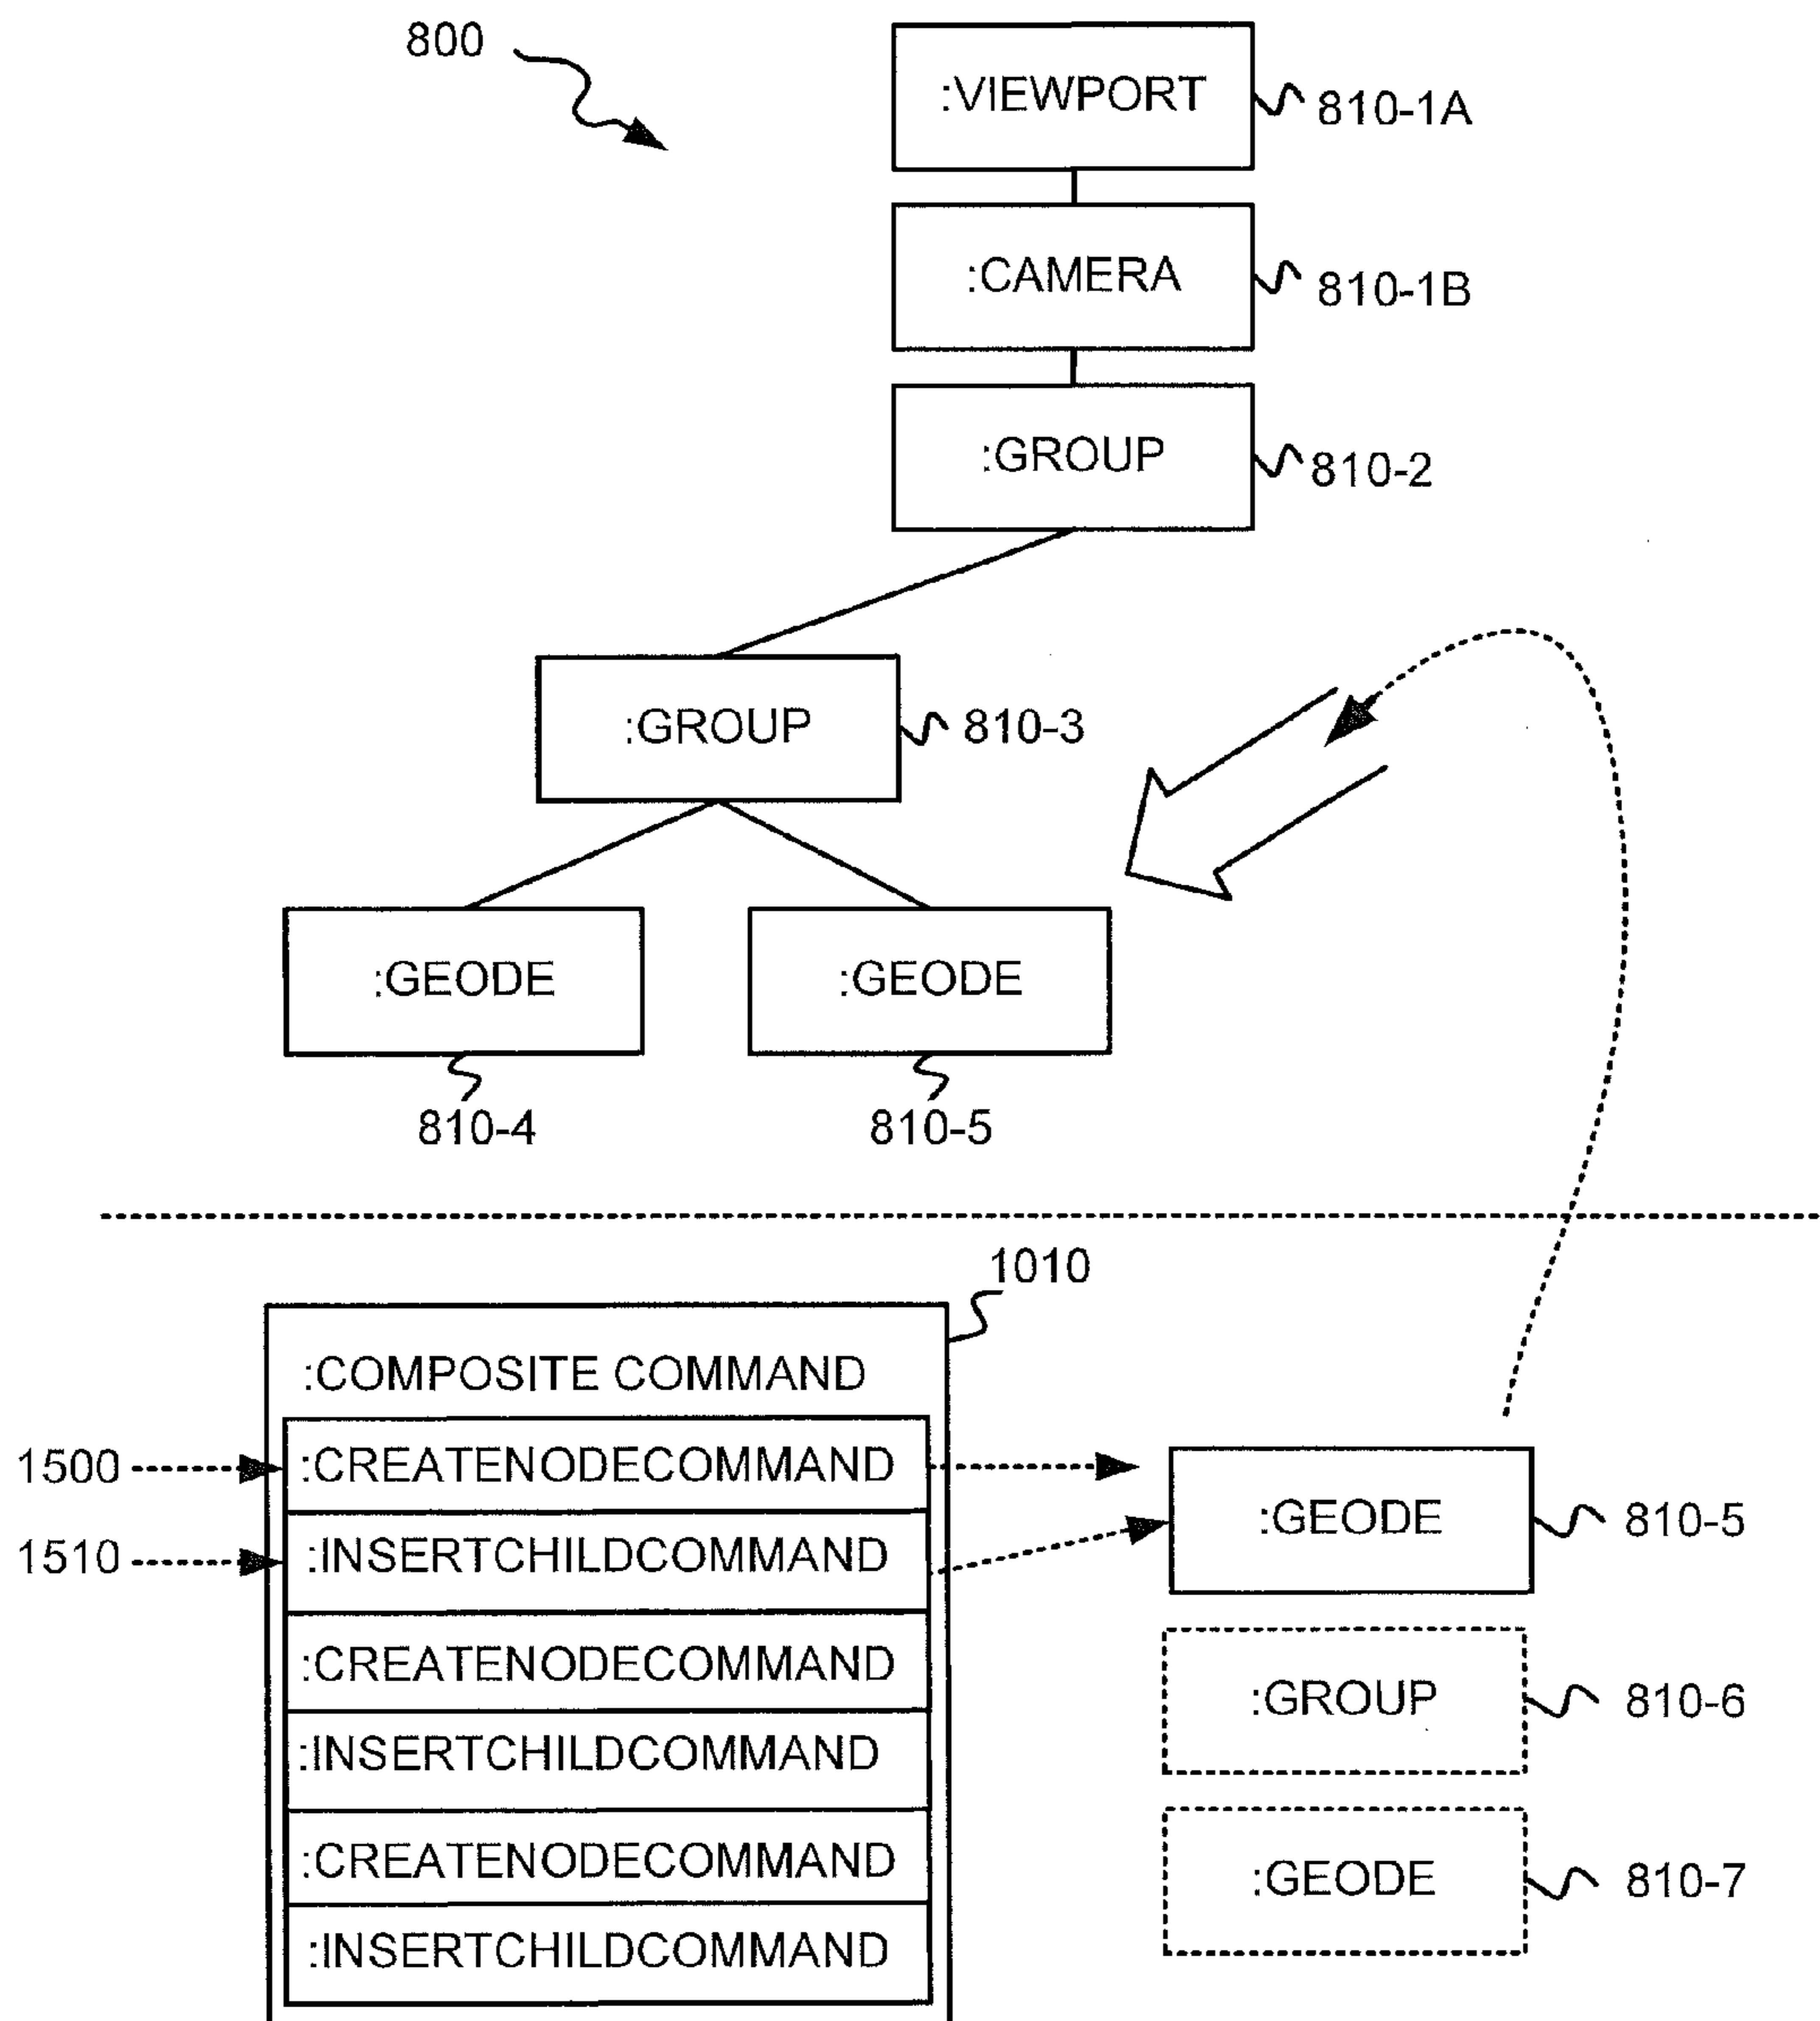 800
:VIEWPORT
810-1A
:CAMERA
810-1B
:GROUP
810-2
:GROUP
810-3
:GEODE
:GEODE
810-4
810-5
1010
:COMPOSITE COMMAND
1500
:CREATENODECOMMAND
1510
:INSERTCHILDCOMMAND
:CREATENODECOMMAND
:INSERTCHILDCOMMAND
:CREATENODECOMMAND
:INSERTCHILDCOMMAND
:GEODE
810-5
:GROUP
810-6
:GEODE
810-7